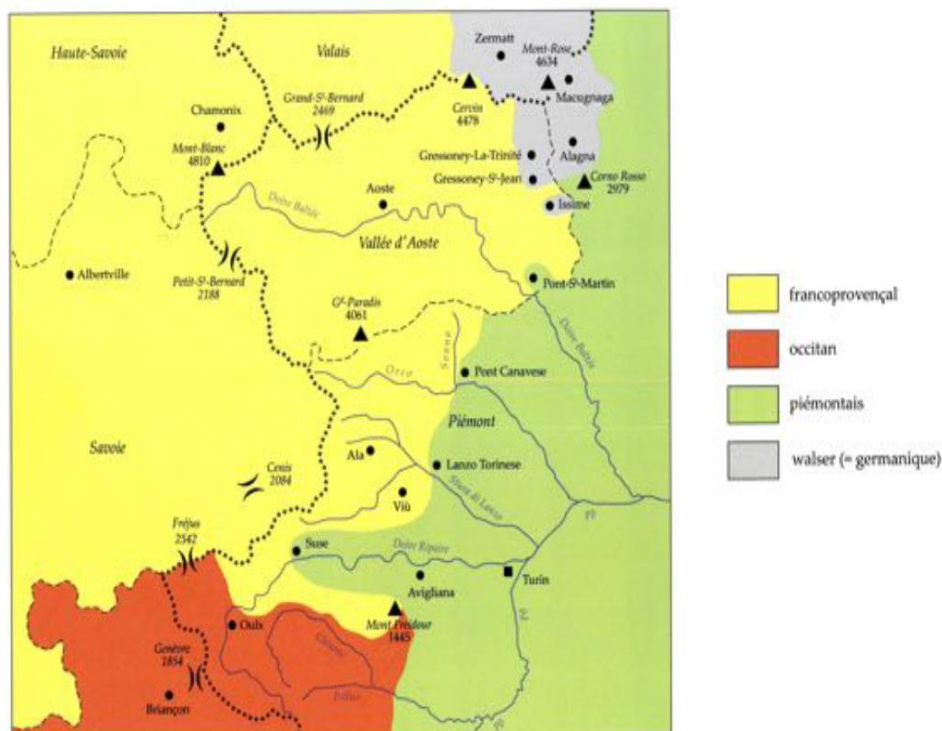 Haute-Savoie
Valais
Zermatt
Mont-Rose
4634
Macugnaga
Grand-Sᵗ-Bernard
2469
Cervin
4478
Chamonix
Mont-Blanc
4810
Gressoney-La-Trinité
Alagna
Gressoney-Sᵗ-Jean
Corno Rosso
2979
Issime
Aoste
Doire Baltée
Vallée d'Aoste
Albertville
Petit-Sᵗ-Bernard
2188
Pont-Sᵗ-Martin
Gᵈ-Paradis
4061
Doire Baltée
Orco
Soana
Pont Canavese
Piémont
Savoie
Ala
Lanzo Torinese
Cenis
2084
Viù
Stura di Lanzo
Pô
Fréjus
2542
Suse
Doire Ripaire
Avigliana
Turin
Pô
Oulx
Mont Freidour
1445
Genèvre
1854
Briançon
Pô
francoprovençal
occitan
piémontais
walser (= germanique)